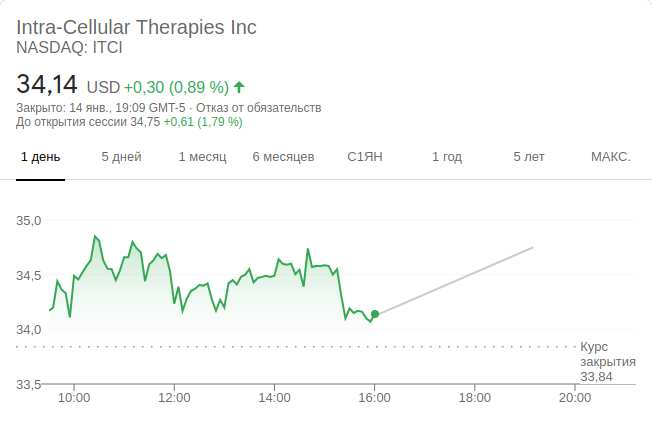 Intra-Cellular Therapies Inc
NASDAQ: ITCI
34,14 USD +0,30 (0,89 %)
Закрыто: 14 янв., 19:09 GMT-5 · Отказ от обязательств
До открытия сессии 34,75 +0,61 (1,79 %)
1 день 5 дней 1 месяц 6 месяцев С1ЯН 1 год 5 лет МАКС.
35,0
34,5
34,0
Курс
закрытия
33,84
33,5
10:00 12:00 14:00 16:00 18:00 20:00